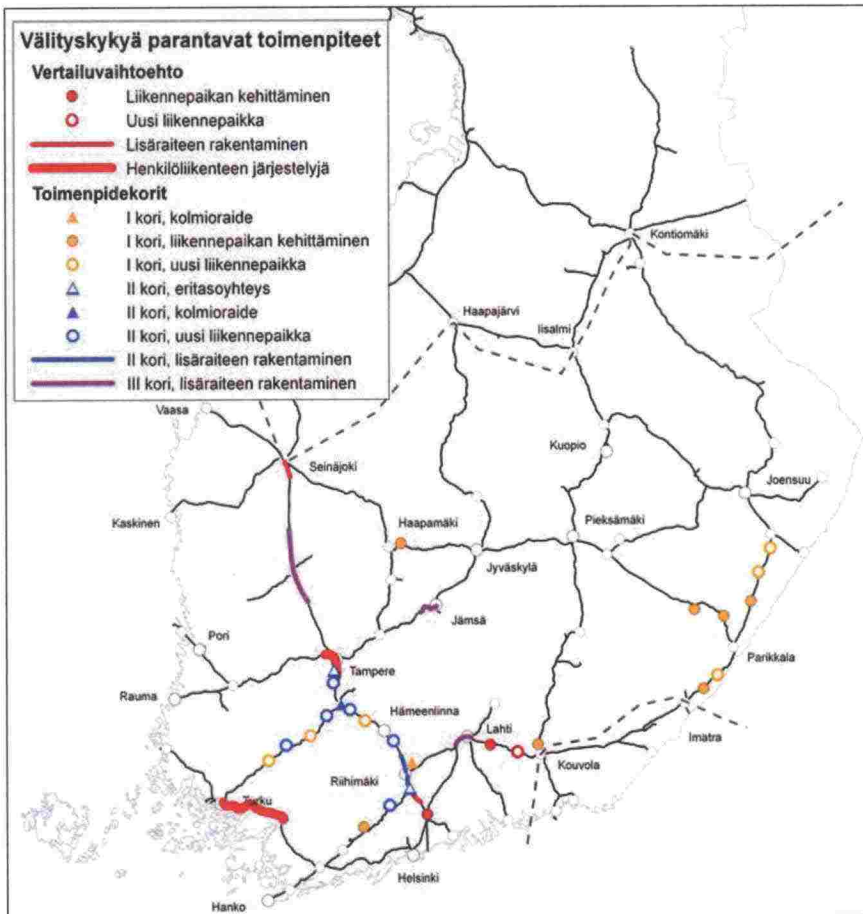 Välityskykyä parantavat toimenpiteet
Vertailuvaihtoehto
Liikennepaikan kehittäminen
Uusi liikennepaikka
Lisäraiteen rakentaminen
Henkilöliikenteen järjestelyjä
Toimenpidekorit
I kori, kolmioraide
I kori, liikennepaikan kehittäminen
I kori, uusi liikennepaikka
II kori, eritasoyhteys
II kori, kolmioraide
II kori, uusi liikennepaikka
II kori, lisäraiteen rakentaminen
III kori, lisäraiteen rakentaminen
Kontiomäki
Haapajärvi
Iisalmi
Vaasa
Seinäjoki
Kuopio
Joensuu
Kaskinen
Haapamäki
Pieksämäki
Jyväskylä
Jämsä
Pori
Parikkala
Tampere
Rauma
Hämeenlinna
Lahti
Imatra
Kouvola
Riihimäki
Turku
Helsinki
Hanko